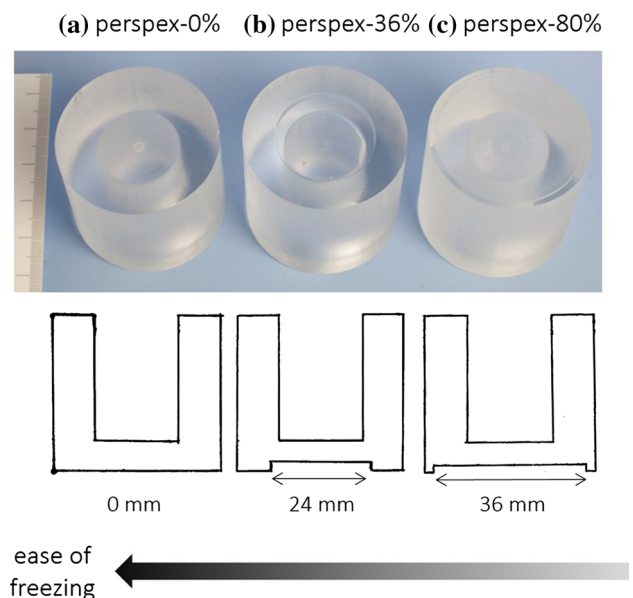 (a) perspex-0% (b) perspex-36% (c) perspex-80%
0 mm 24 mm 36 mm
ease of
freezing